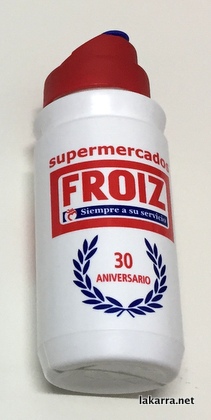 supermercados
FROIZ
Siempre a su servicio
30
ANIVERSARIO
lakarra.net